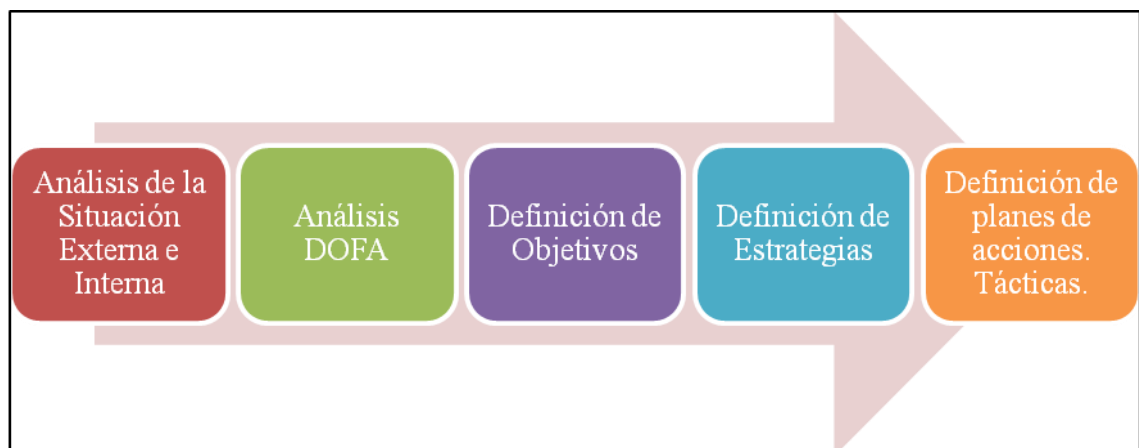 Análisis de la
Situación
Externa e
Interna
Análisis
DOFA
Definición de
Objetivos
Definición de
Estrategias
Definición de
planes de
acciones.
Tácticas.